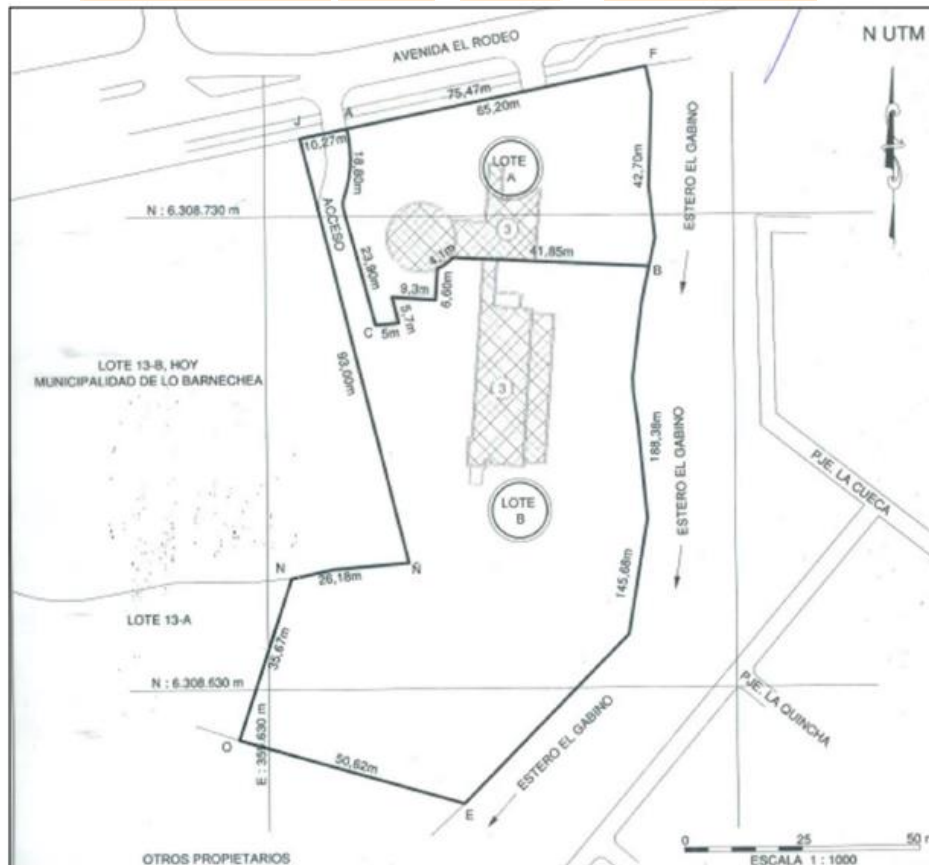 N UTM
AVENIDA EL RODEO
F
75,47m
65,20m
A
J
10,27m
18,80m
LOTE
A
42,70m
ESTERO EL GABINO
ACCESO
N : 6.308.730 m
3
23,90m
4,1m
41,85m
B
9,3m
6,60m
5,7m
C
5m
LOTE 13-B, HOY
MUNICIPALIDAD DE LO BARNECHEA
93,00m
3
188,38m
ESTERO EL GABINO
PJE. LA CUECA
LOTE
B
N
26,18m
Ñ
145,68m
LOTE 13-A
35,67m
N : 6.308.630 m
PJE. LA QUINCHA
O
50,62m
ESTERO EL GABINO
E
OTROS PROPIETARIOS
0 25 50 m
ESCALA 1 : 1000